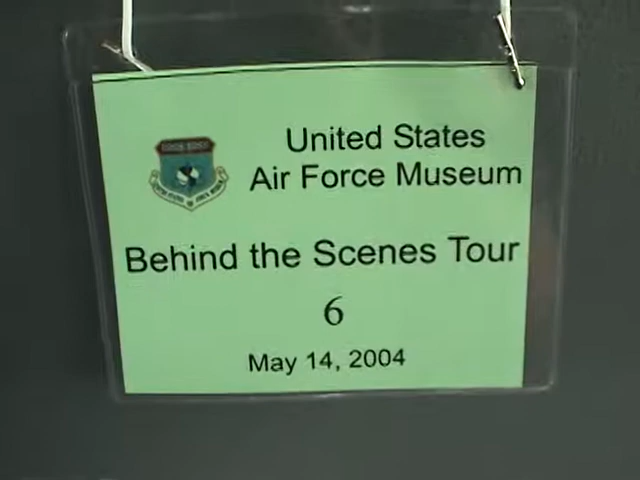 United States
Air Force Museum
Behind the Scenes Tour
6
May 14, 2004